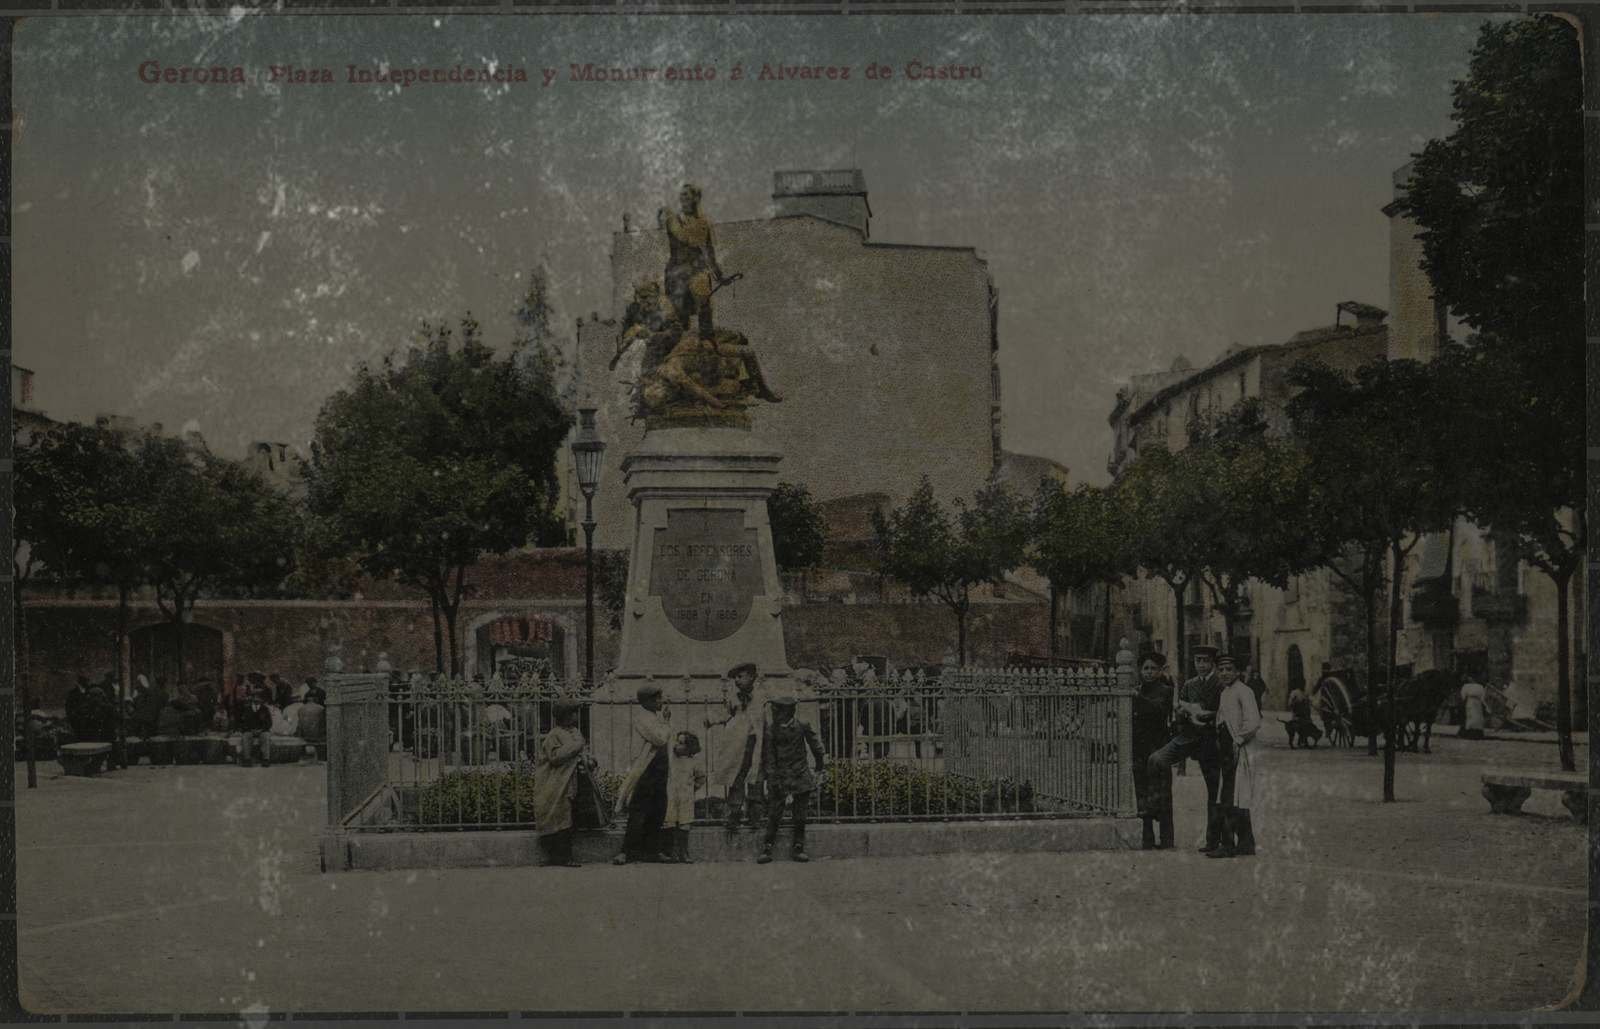 Gerona. Plaza Independencia y Monumento á Alvarez de Castro
LOS DEFENSORES
DE GERONA
EN
1808 Y 1809